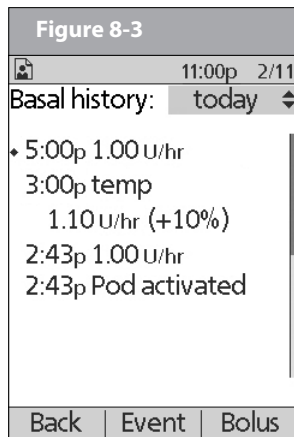 Figure 8-3
11:00p 2/11
Basal history: today
5:00p 1.00 U/hr
3:00p temp
1.10 U/hr (+10%)
2:43p 1.00 U/hr
2:43p Pod activated
Back | Event | Bolus